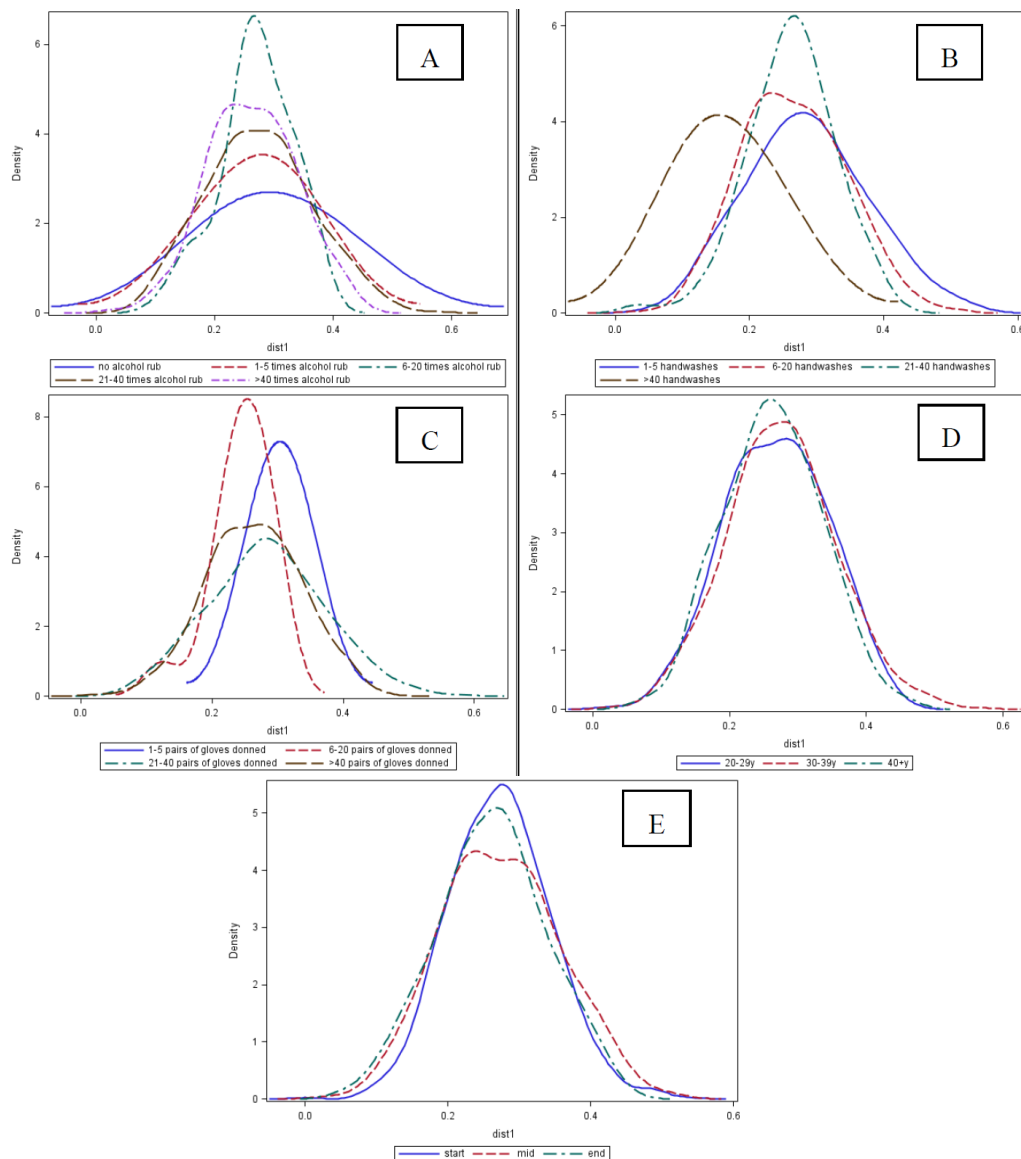 A
6
4
2
0
Density
0.0 0.2 0.4 0.6
dist1
no alcohol rub 1-5 times alcohol rub 6-20 times alcohol rub
21-40 times alcohol rub >40 times alcohol rub
B
6
4
2
0
Density
0.0 0.2 0.4 0.6
dist1
1-5 handwashes 6-20 handwashes 21-40 handwashes
>40 handwashes
C
8
6
4
2
0
Density
0.0 0.2 0.4 0.6
dist1
1-5 pairs of gloves donned 6-20 pairs of gloves donned
21-40 pairs of gloves donned >40 pairs of gloves donned
D
5
4
3
2
1
0
Density
0.0 0.2 0.4 0.6
dist1
20-29y 30-39y 40+y
E
5
4
3
2
1
0
Density
0.0 0.2 0.4 0.6
dist1
start mid end